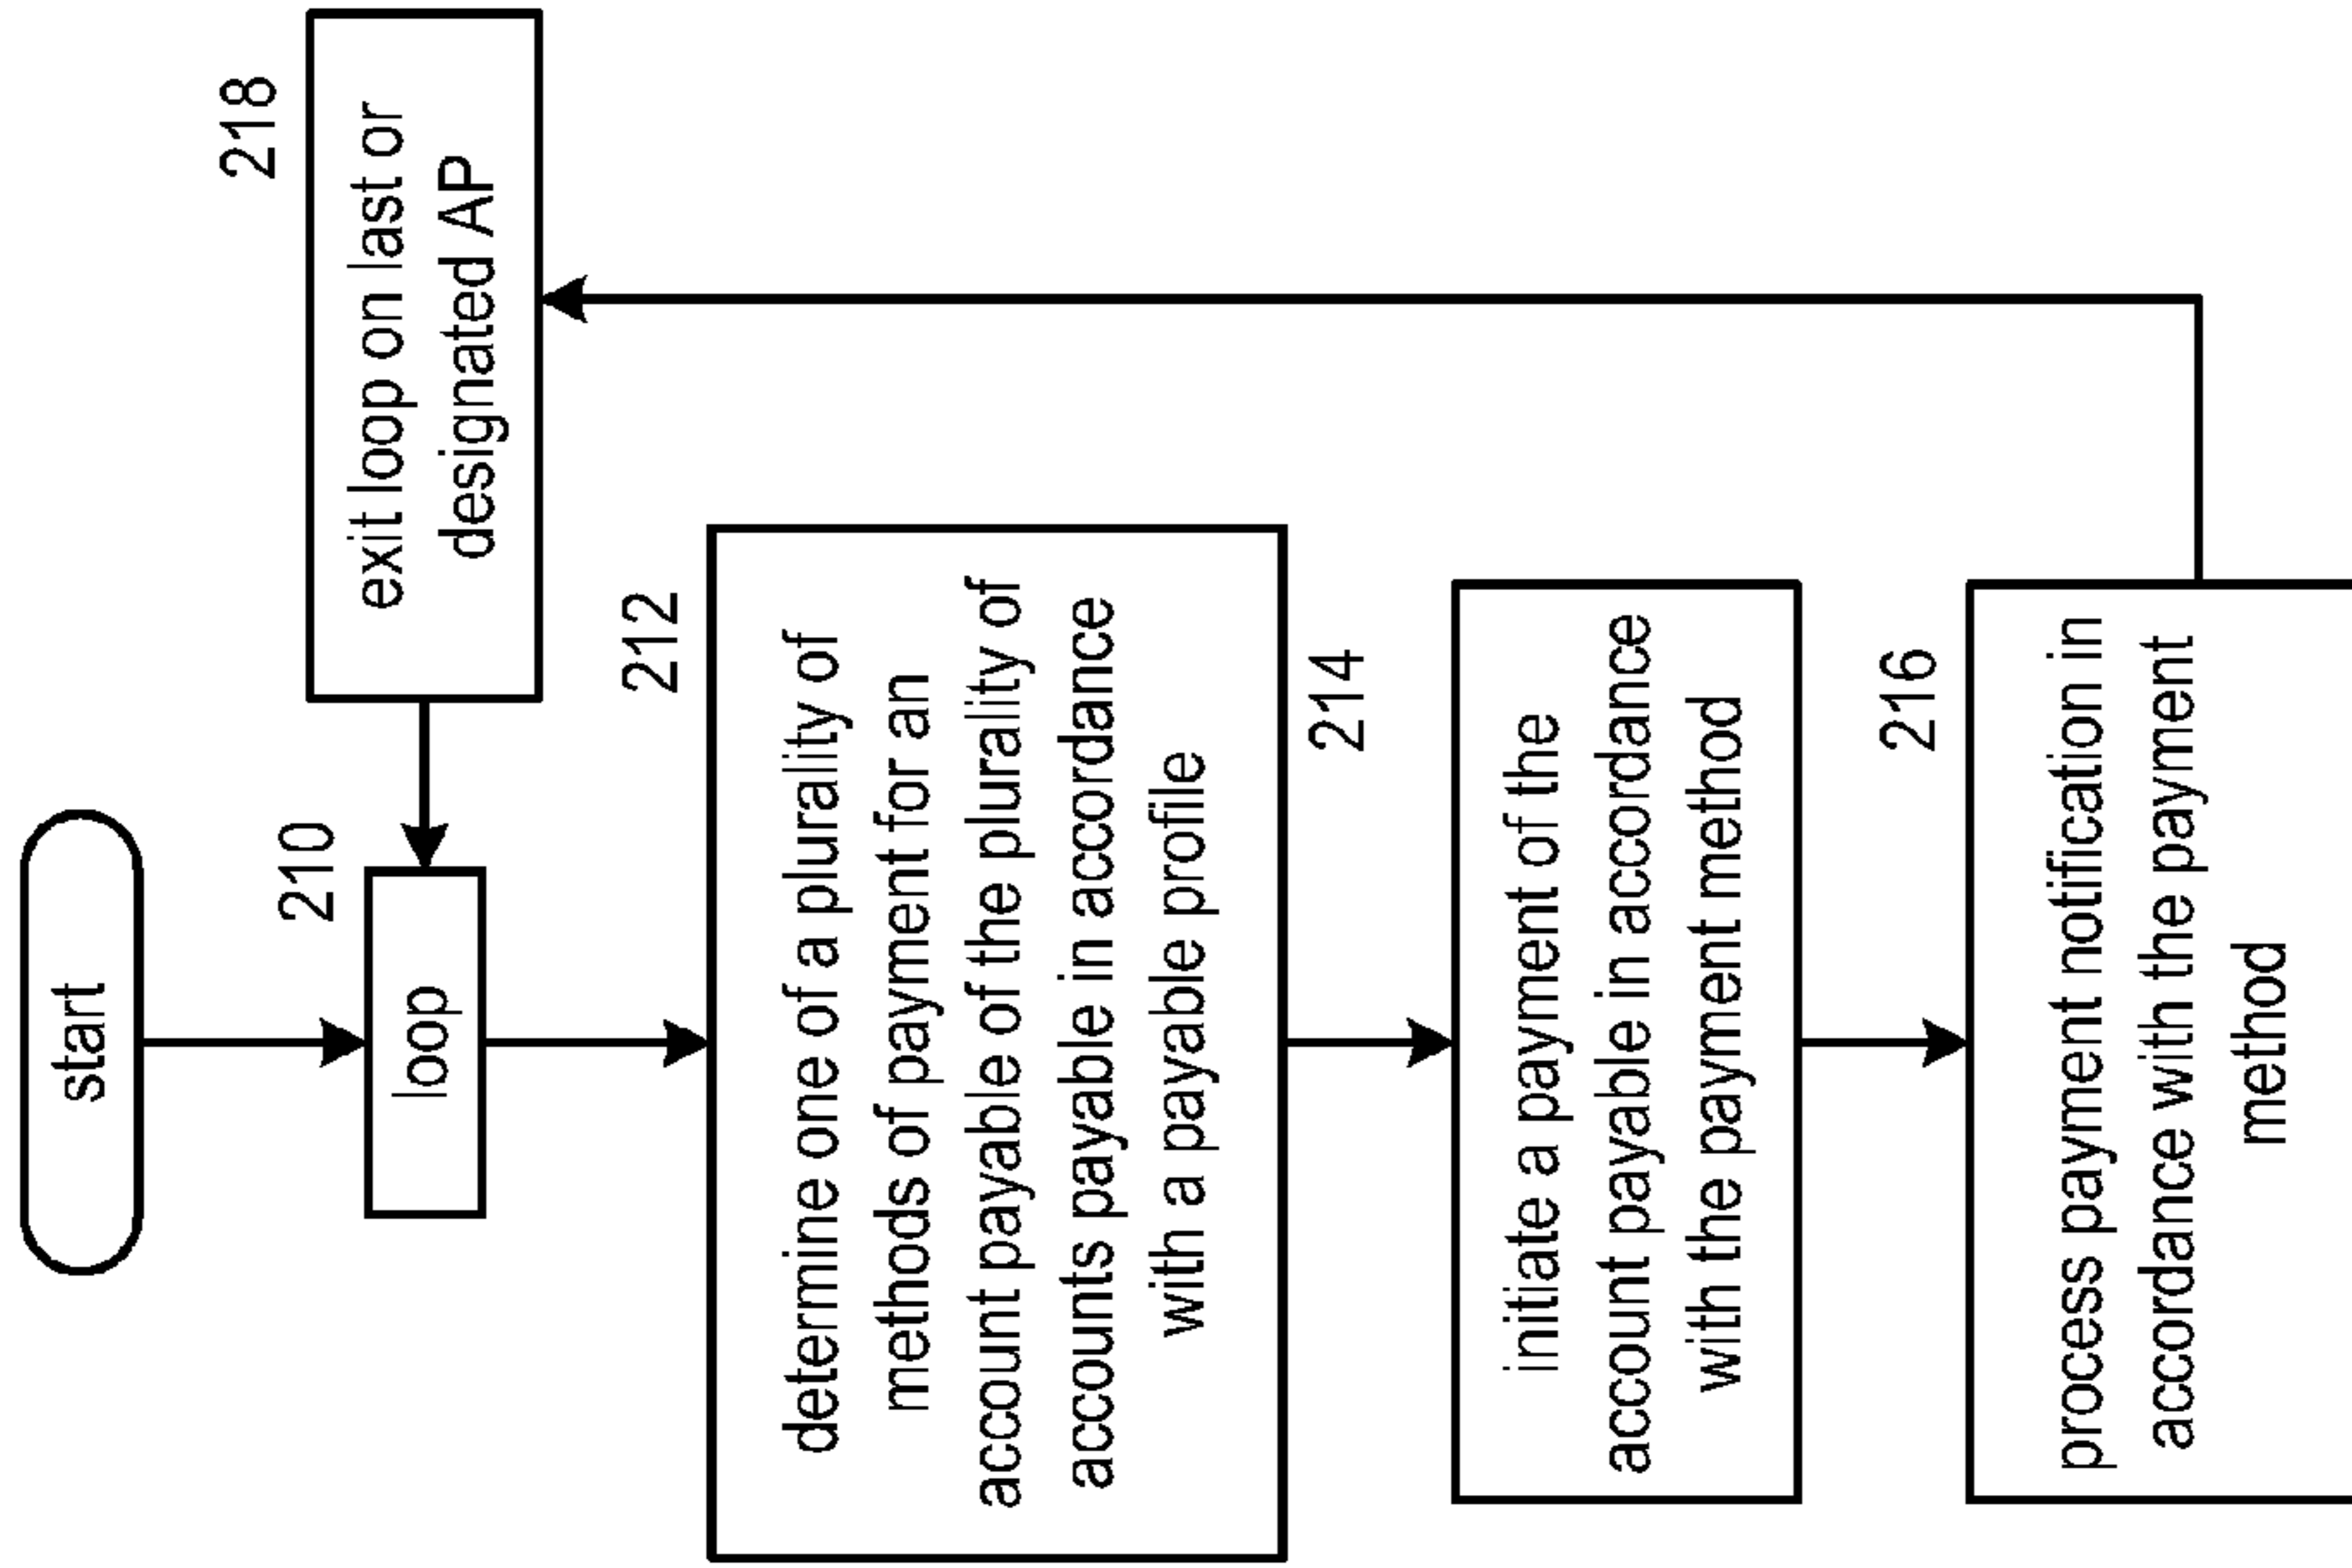 start
210
loop
218
exit loop on last or
designated AP
212
determine one of a plurality of
methods of payment for an
account payable of the plurality of
accounts payable in accordance
with a payable profile
214
initiate a payment of the
account payable in accordance
with the payment method
216
process payment notification in
accordance with the payment
method